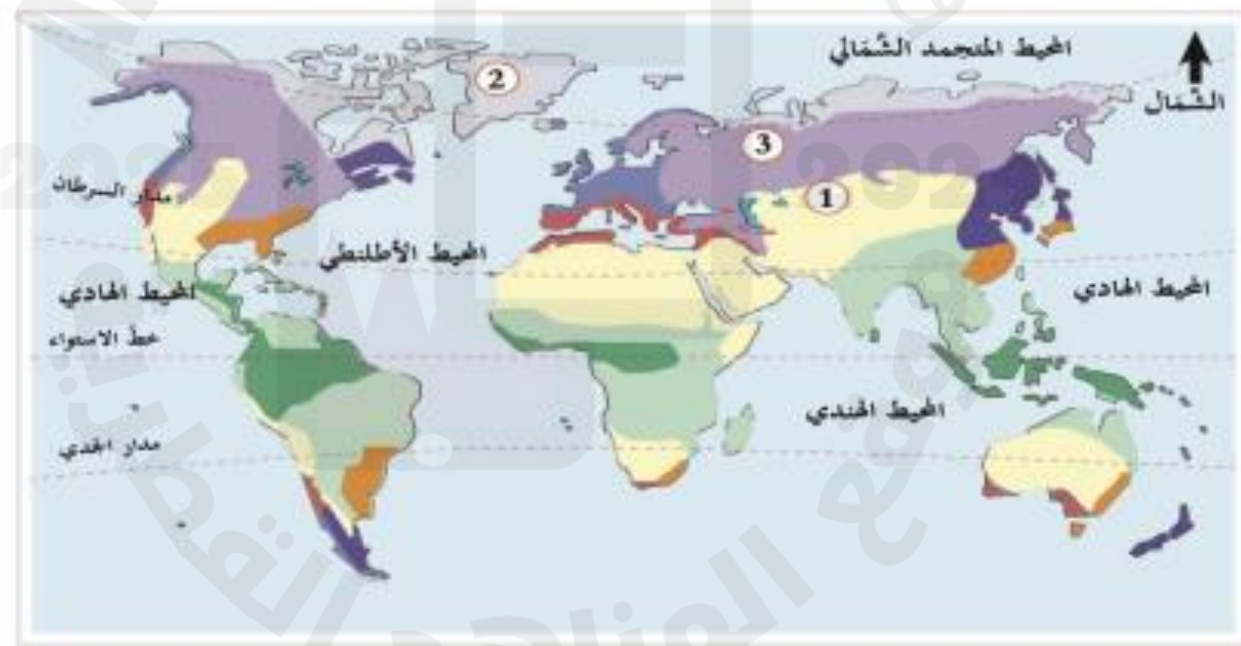 المحيط المتجمد الشمالي
الشمال
2
3
1
مدار السرطان
المحيط الأطلنطي
المحيط الهادي
المحيط الهادي
خط الاستواء
المحيط الهندي
مدار الجدي